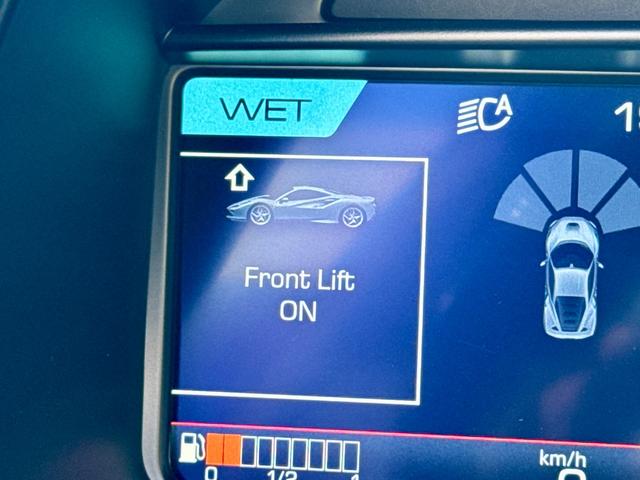 WET
A
Front Lift
ON
km/h
0 1/2 1